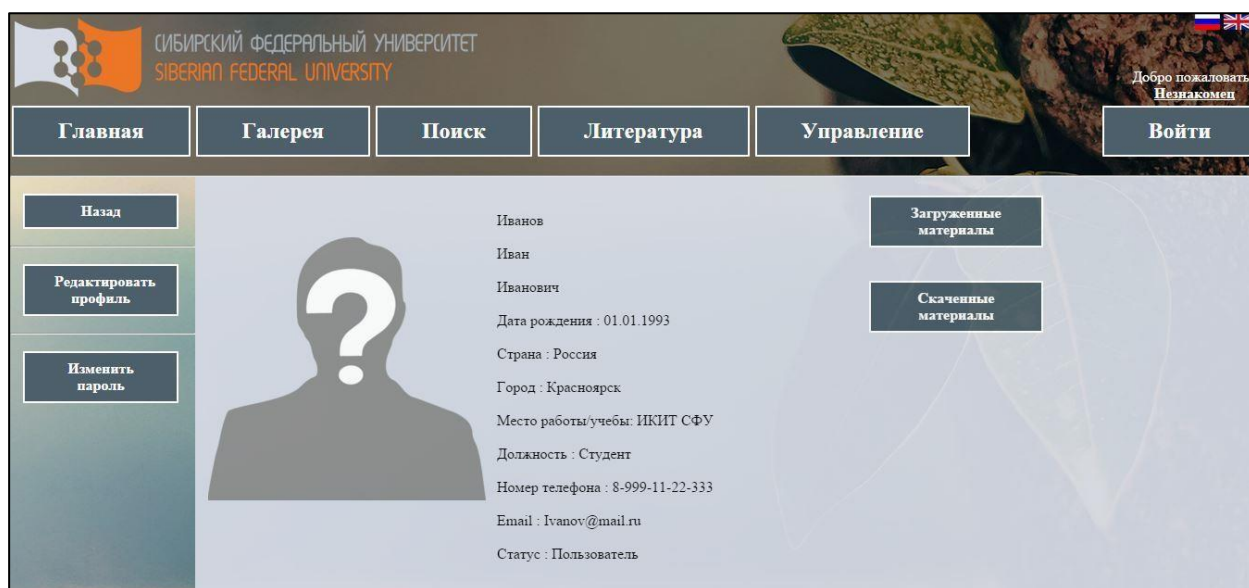 СИБИРСКИЙ ФЕДЕРАЛЬНЫЙ УНИВЕРСИТЕТ
SIBERIAN FEDERAL UNIVERSITY
Добро пожаловать
Незнакомец
Главная
Галерея
Поиск
Литература
Управление
Войти
Назад
Редактировать
профиль
Изменить
пароль
Иванов
Иван
Иванович
Дата рождения : 01.01.1993
Страна : Россия
Город : Красноярск
Место работы/учебы: ИКИТ СФУ
Должность : Студент
Номер телефона : 8-999-11-22-333
Email : Ivanov@mail.ru
Статус : Пользователь
Загруженные
материалы
Скаченные
материалы